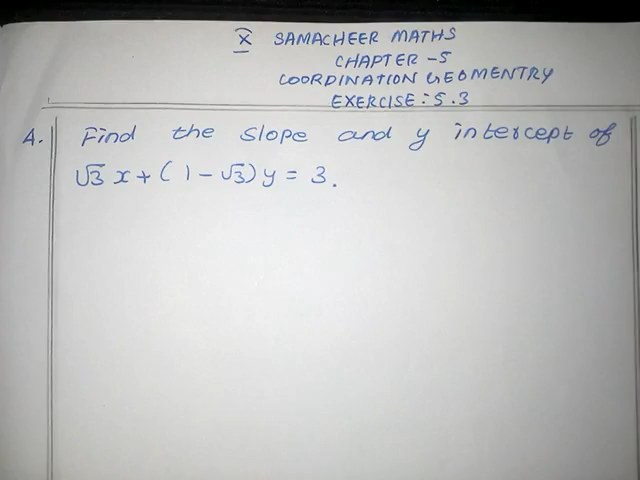 X SAMACHEER MATHS
CHAPTER -5
COORDINATION GEOMENTRY
EXERCISE: 5.3
4. Find the slope and y intercept of
√3 x + (1 - √3) y = 3.